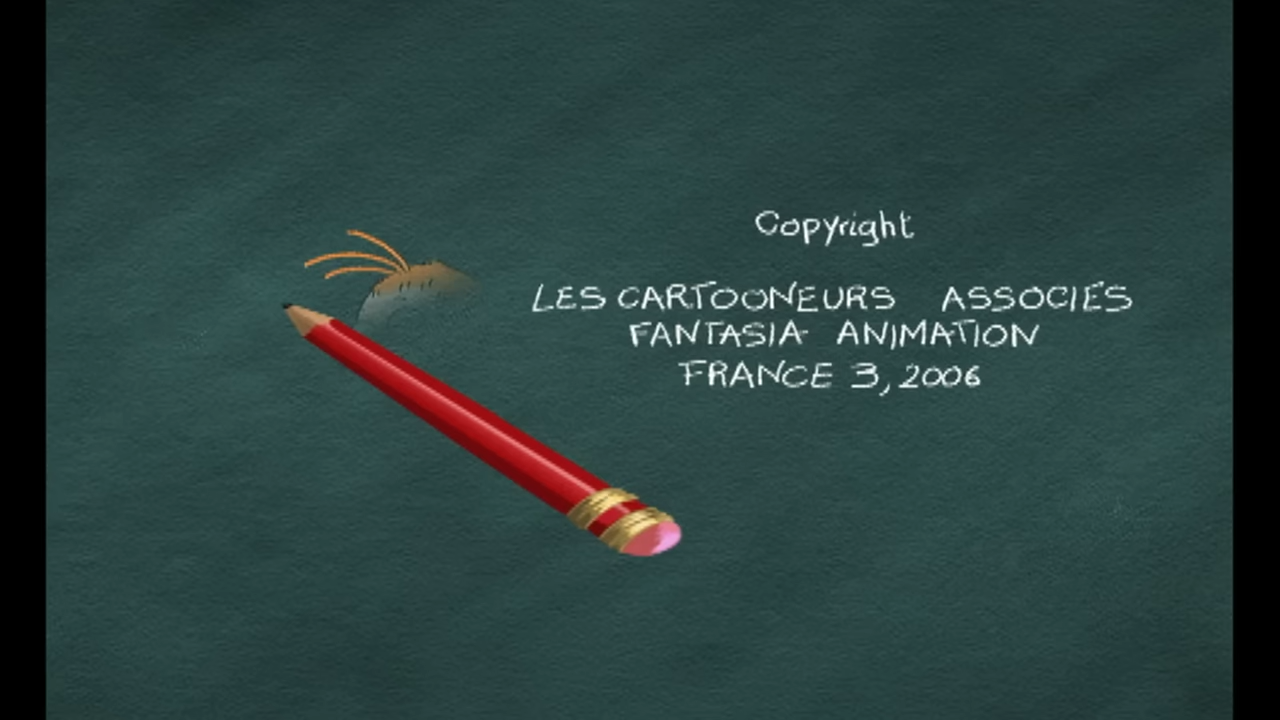 Copyright
LES CARTOONEURS ASSOCIÉS
FANTASIA ANIMATION
FRANCE 3, 2006